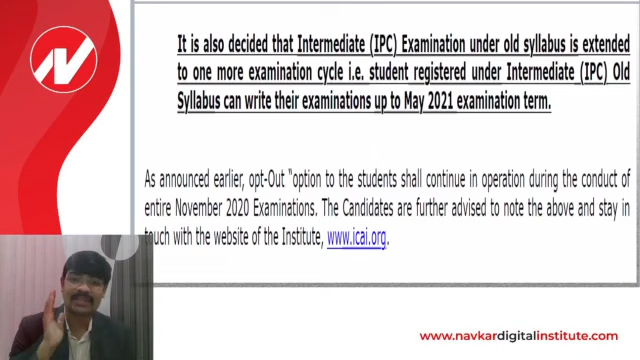 It is also decided that Intermediate (IPC) Examination under old syllabus is extended
to one more examination cycle i.e. student registered under Intermediate (IPC) Old
Syllabus can write their examinations up to May 2021 examination term.
As announced earlier, opt-Out "option to the students shall continue in operation during the conduct of
entire November 2020 Examinations. The Candidates are further advised to note the above and stay in
touch with the website of the Institute, www.icai.org.
www.navkardigitalinstitute.com/